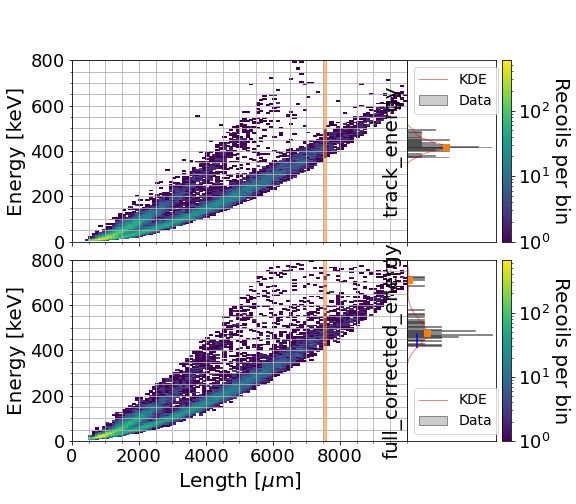 800
600
400
200
0
Energy [keV]
track_energy
KDE
Data
10²
10¹
10⁰
Recoils per bin
800
600
400
200
0
Energy [keV]
0
2000
4000
6000
8000
Length [μm]
full_corrected_energy
KDE
Data
10²
10¹
10⁰
Recoils per bin